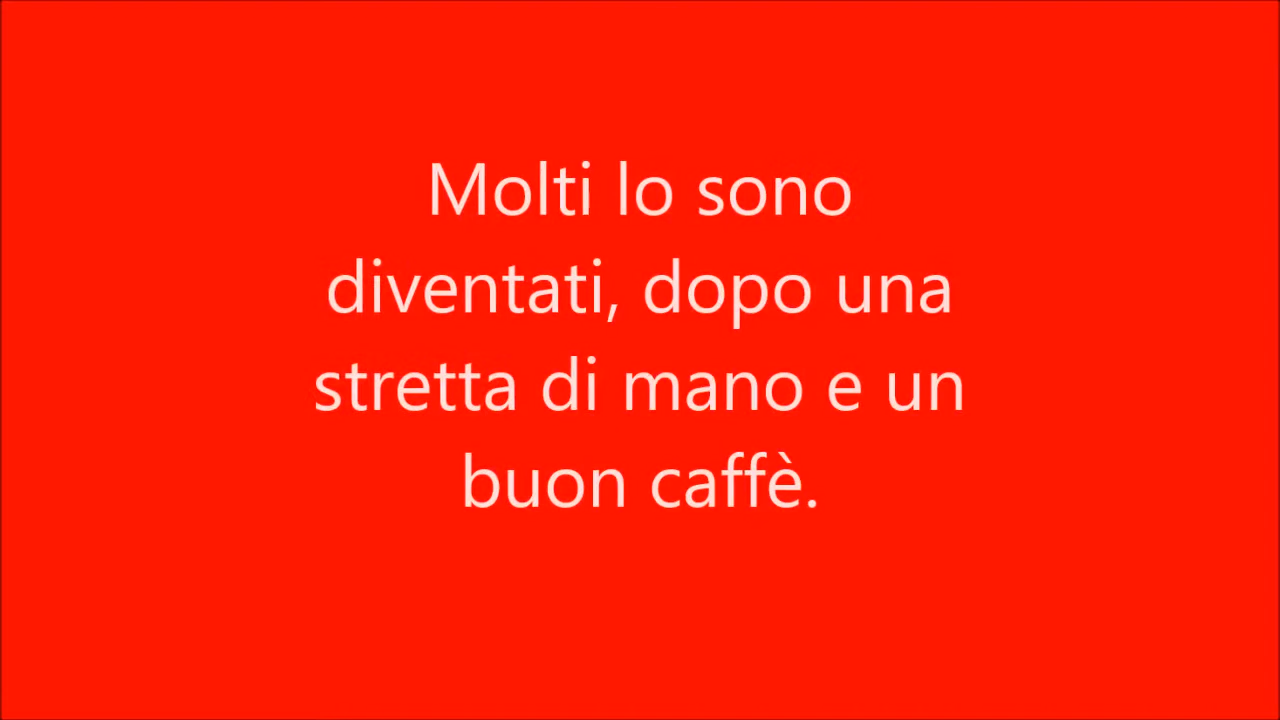 Molti lo sono
diventati, dopo una
stretta di mano e un
buon caffè.